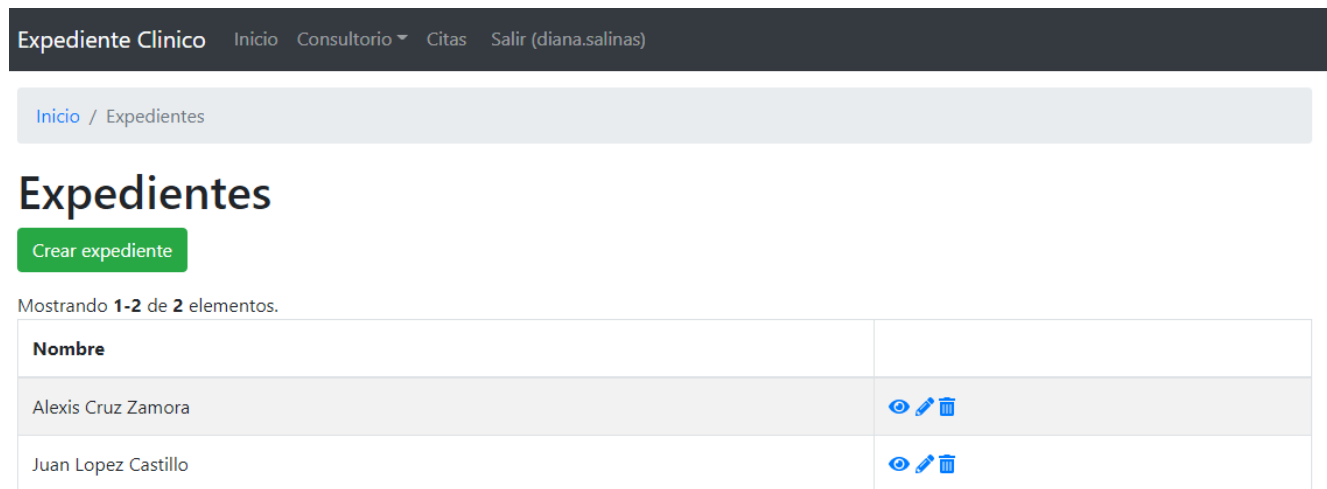 Expediente Clinico Inicio Consultorio Citas Salir (diana.salinas)
Inicio / Expedientes
Expedientes
Crear expediente
Mostrando 1-2 de 2 elementos.
Nombre
Alexis Cruz Zamora
Juan Lopez Castillo